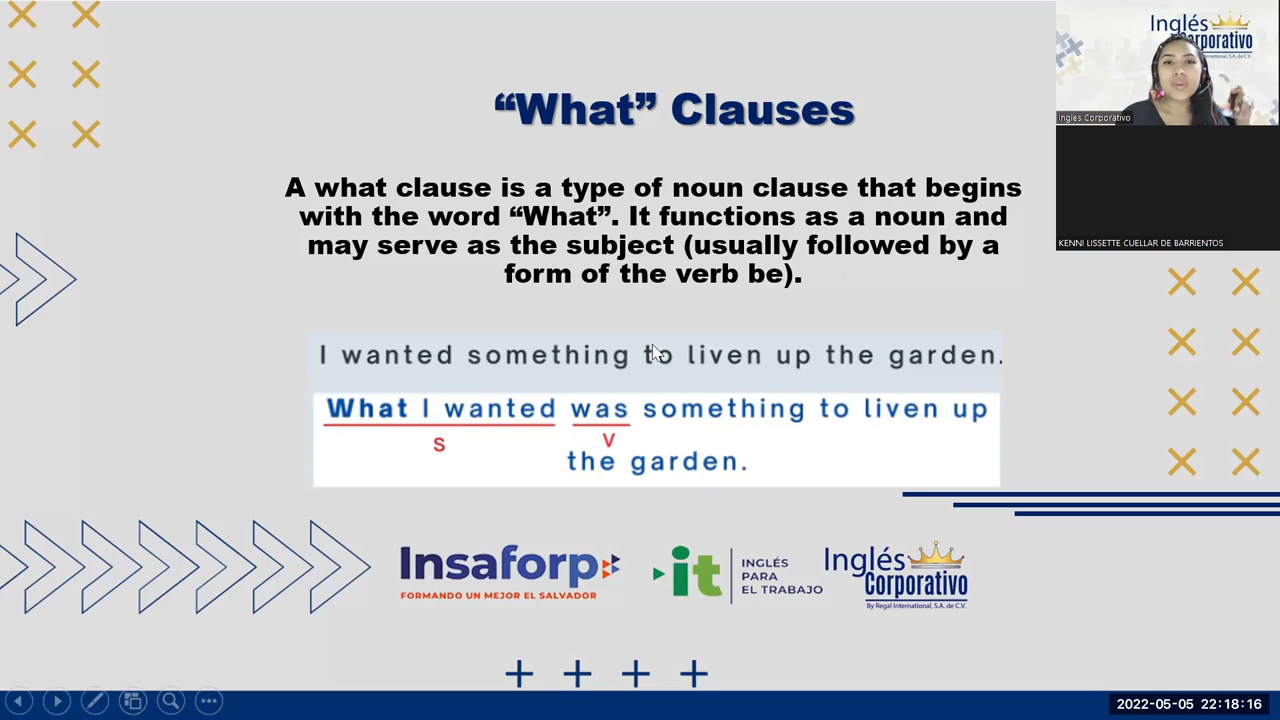 “What” Clauses
A what clause is a type of noun clause that begins
with the word “What”. It functions as a noun and
may serve as the subject (usually followed by a
form of the verb be).
I wanted something to liven up the garden.
What I wanted was something to liven up
S
V
the garden.
Insaforp
FORMANDO UN MEJOR EL SALVADOR
it
INGLÉS
PARA
EL TRABAJO
Inglés
Corporativo
By Regal International, S.A. de C.V.
Inglés
Corporativo
Ingles Corporativo
KENNI LISSETTE CUELLAR DE BARRIENTOS
2022-05-05 22:18:16